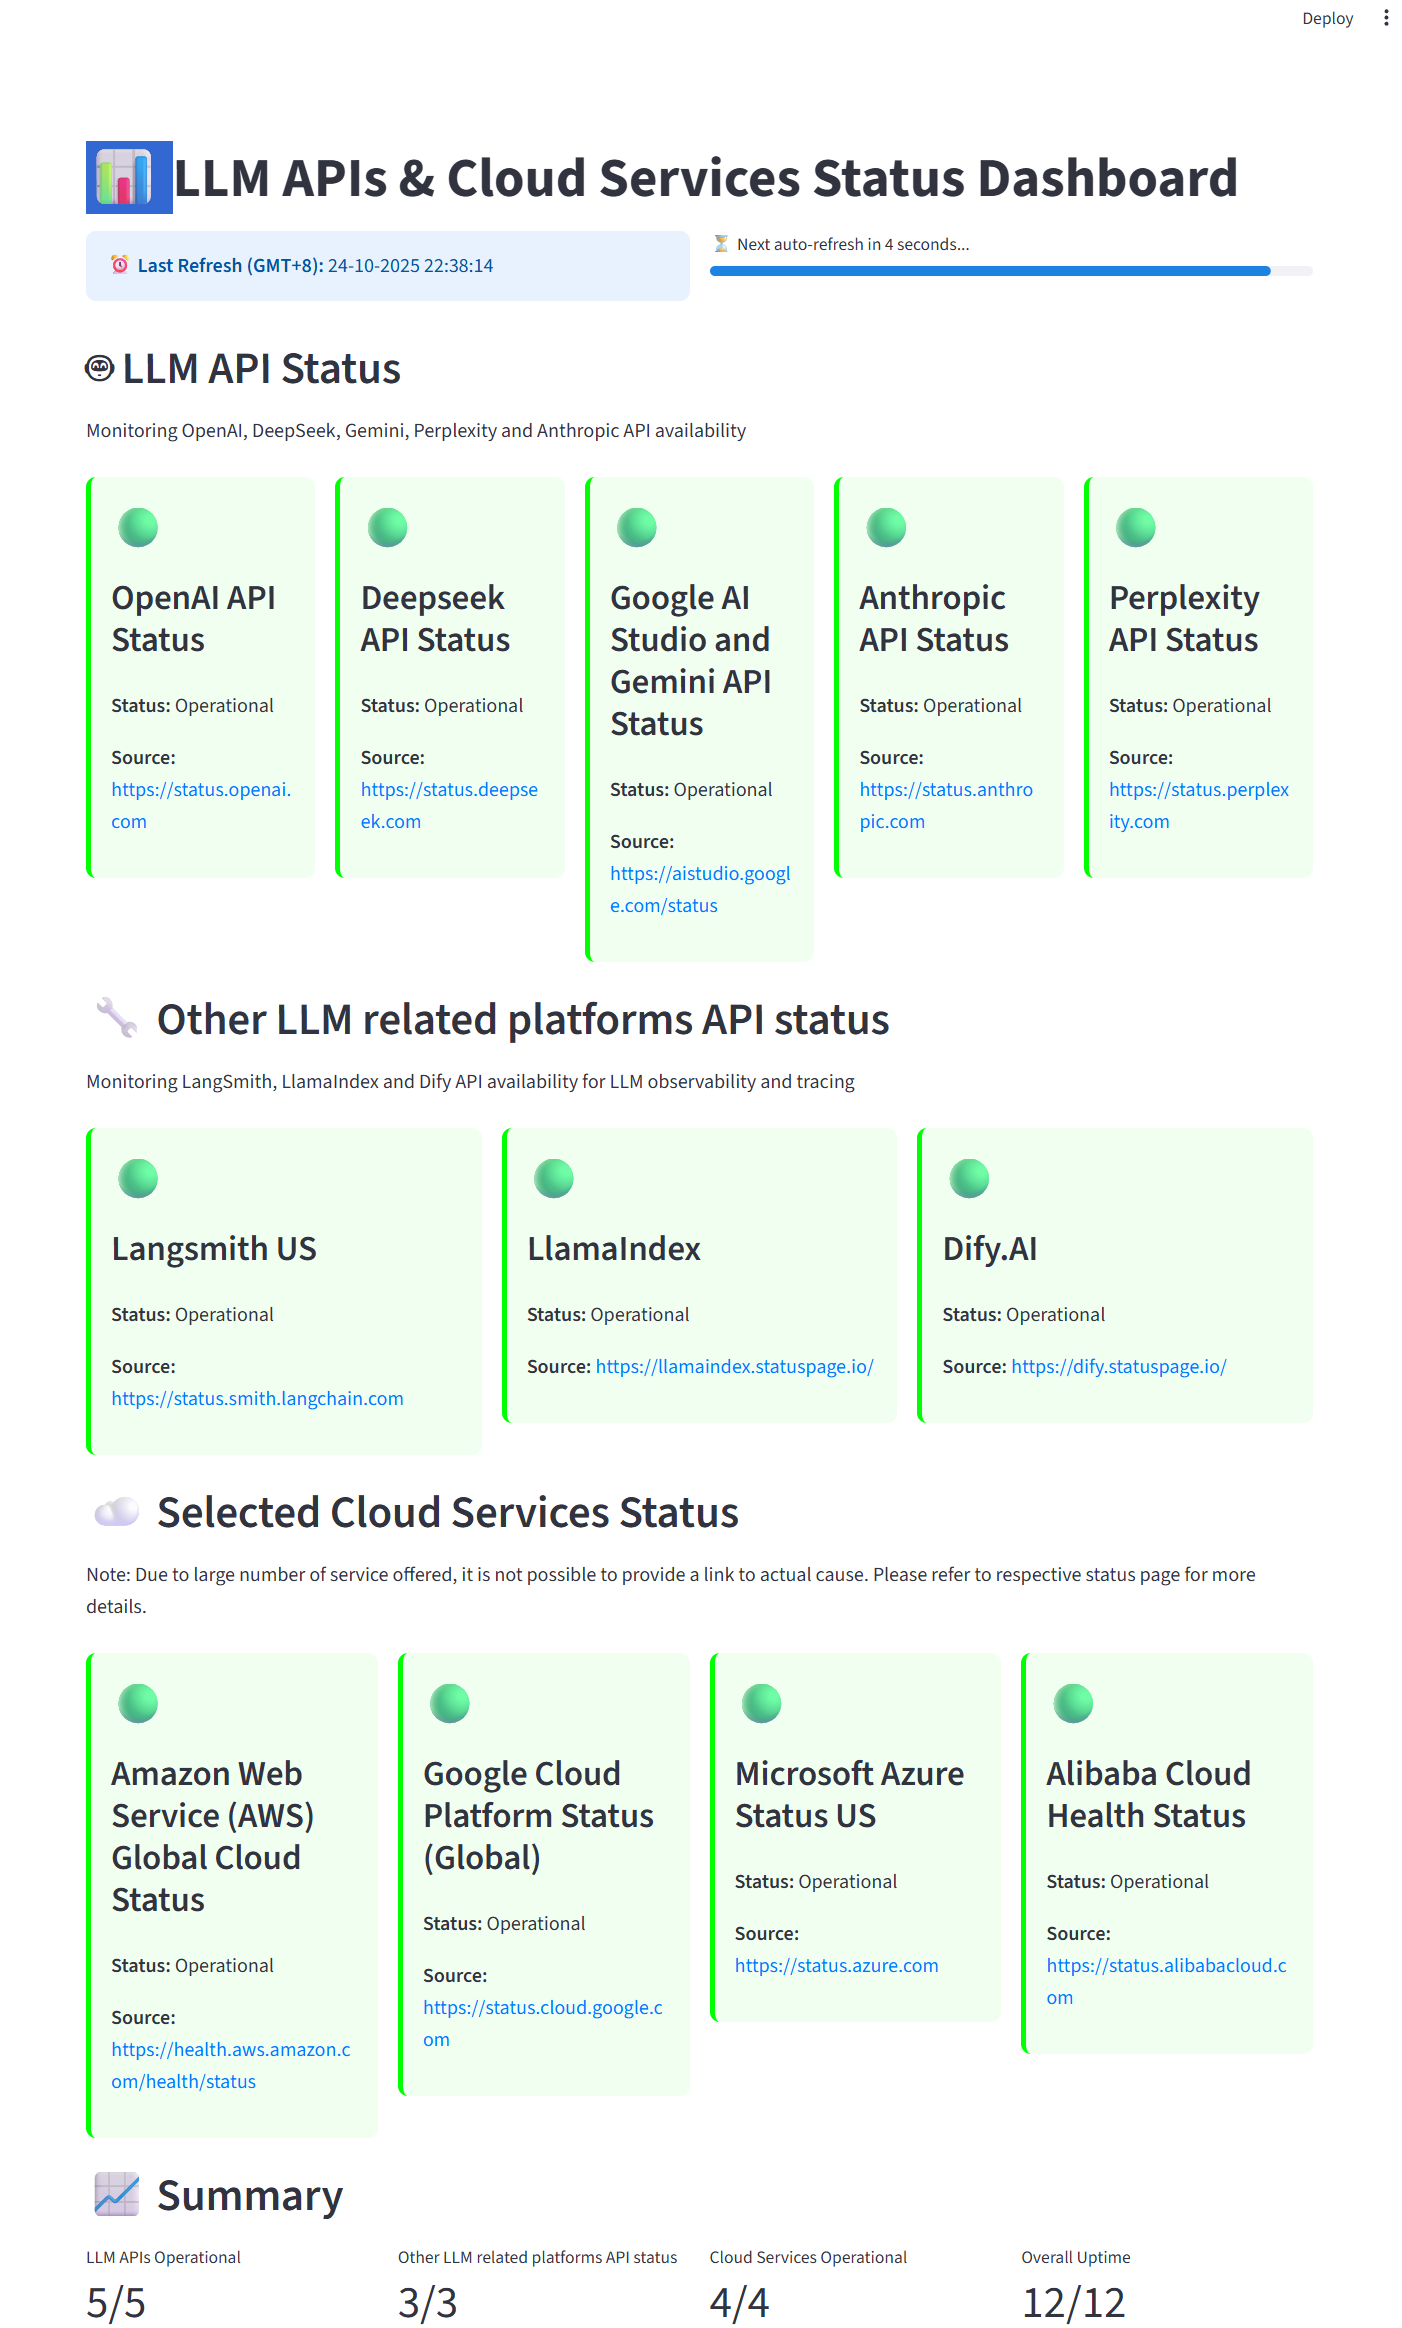 Deploy
LLM APIs & Cloud Services Status Dashboard
Last Refresh (GMT+8): 24-10-2025 22:38:14
Next auto-refresh in 4 seconds...
LLM API Status
Monitoring OpenAI, DeepSeek, Gemini, Perplexity and Anthropic API availability
OpenAI API
Status
Status: Operational
Source:
https://status.openai.
com
Deepseek
API Status
Status: Operational
Source:
https://status.deepse
ek.com
Google AI
Studio and
Gemini API
Status
Status: Operational
Source:
https://aistudio.googl
e.com/status
Anthropic
API Status
Status: Operational
Source:
https://status.anthro
pic.com
Perplexity
API Status
Status: Operational
Source:
https://status.perplex
ity.com
Other LLM related platforms API status
Monitoring LangSmith, LlamaIndex and Dify API availability for LLM observability and tracing
Langsmith US
Status: Operational
Source:
https://status.smith.langchain.com
LlamaIndex
Status: Operational
Source: https://llamaindex.statuspage.io/
Dify.AI
Status: Operational
Source: https://dify.statuspage.io/
Selected Cloud Services Status
Note: Due to large number of service offered, it is not possible to provide a link to actual cause. Please refer to respective status page for more
details.
Amazon Web
Service (AWS)
Global Cloud
Status
Status: Operational
Source:
https://health.aws.amazon.c
om/health/status
Google Cloud
Platform Status
(Global)
Status: Operational
Source:
https://status.cloud.google.c
om
Microsoft Azure
Status US
Status: Operational
Source:
https://status.azure.com
Alibaba Cloud
Health Status
Status: Operational
Source:
https://status.alibabacloud.c
om
Summary
LLM APIs Operational
5/5
Other LLM related platforms API status
3/3
Cloud Services Operational
4/4
Overall Uptime
12/12